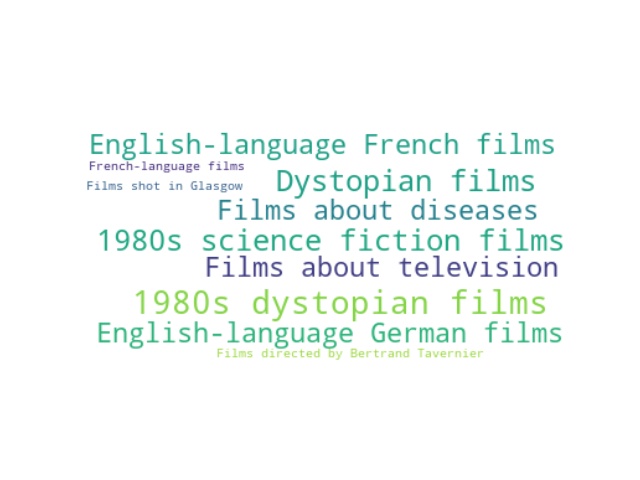 English-language French films
French-language films
Films shot in Glasgow
Dystopian films
Films about diseases
1980s science fiction films
Films about television
1980s dystopian films
English-language German films
Films directed by Bertrand Tavernier